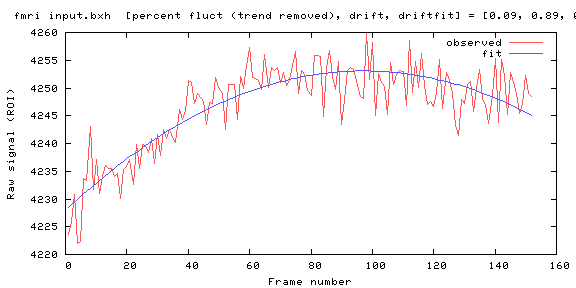 fmri input.bxh [percent fluct (trend removed), drift, driftfit] = [0.09, 0.89, 0
observed
fit
4260
4255
4250
4245
4240
4235
4230
4225
4220
Raw signal (ROI)
0 20 40 60 80 100 120 140 160
Frame number